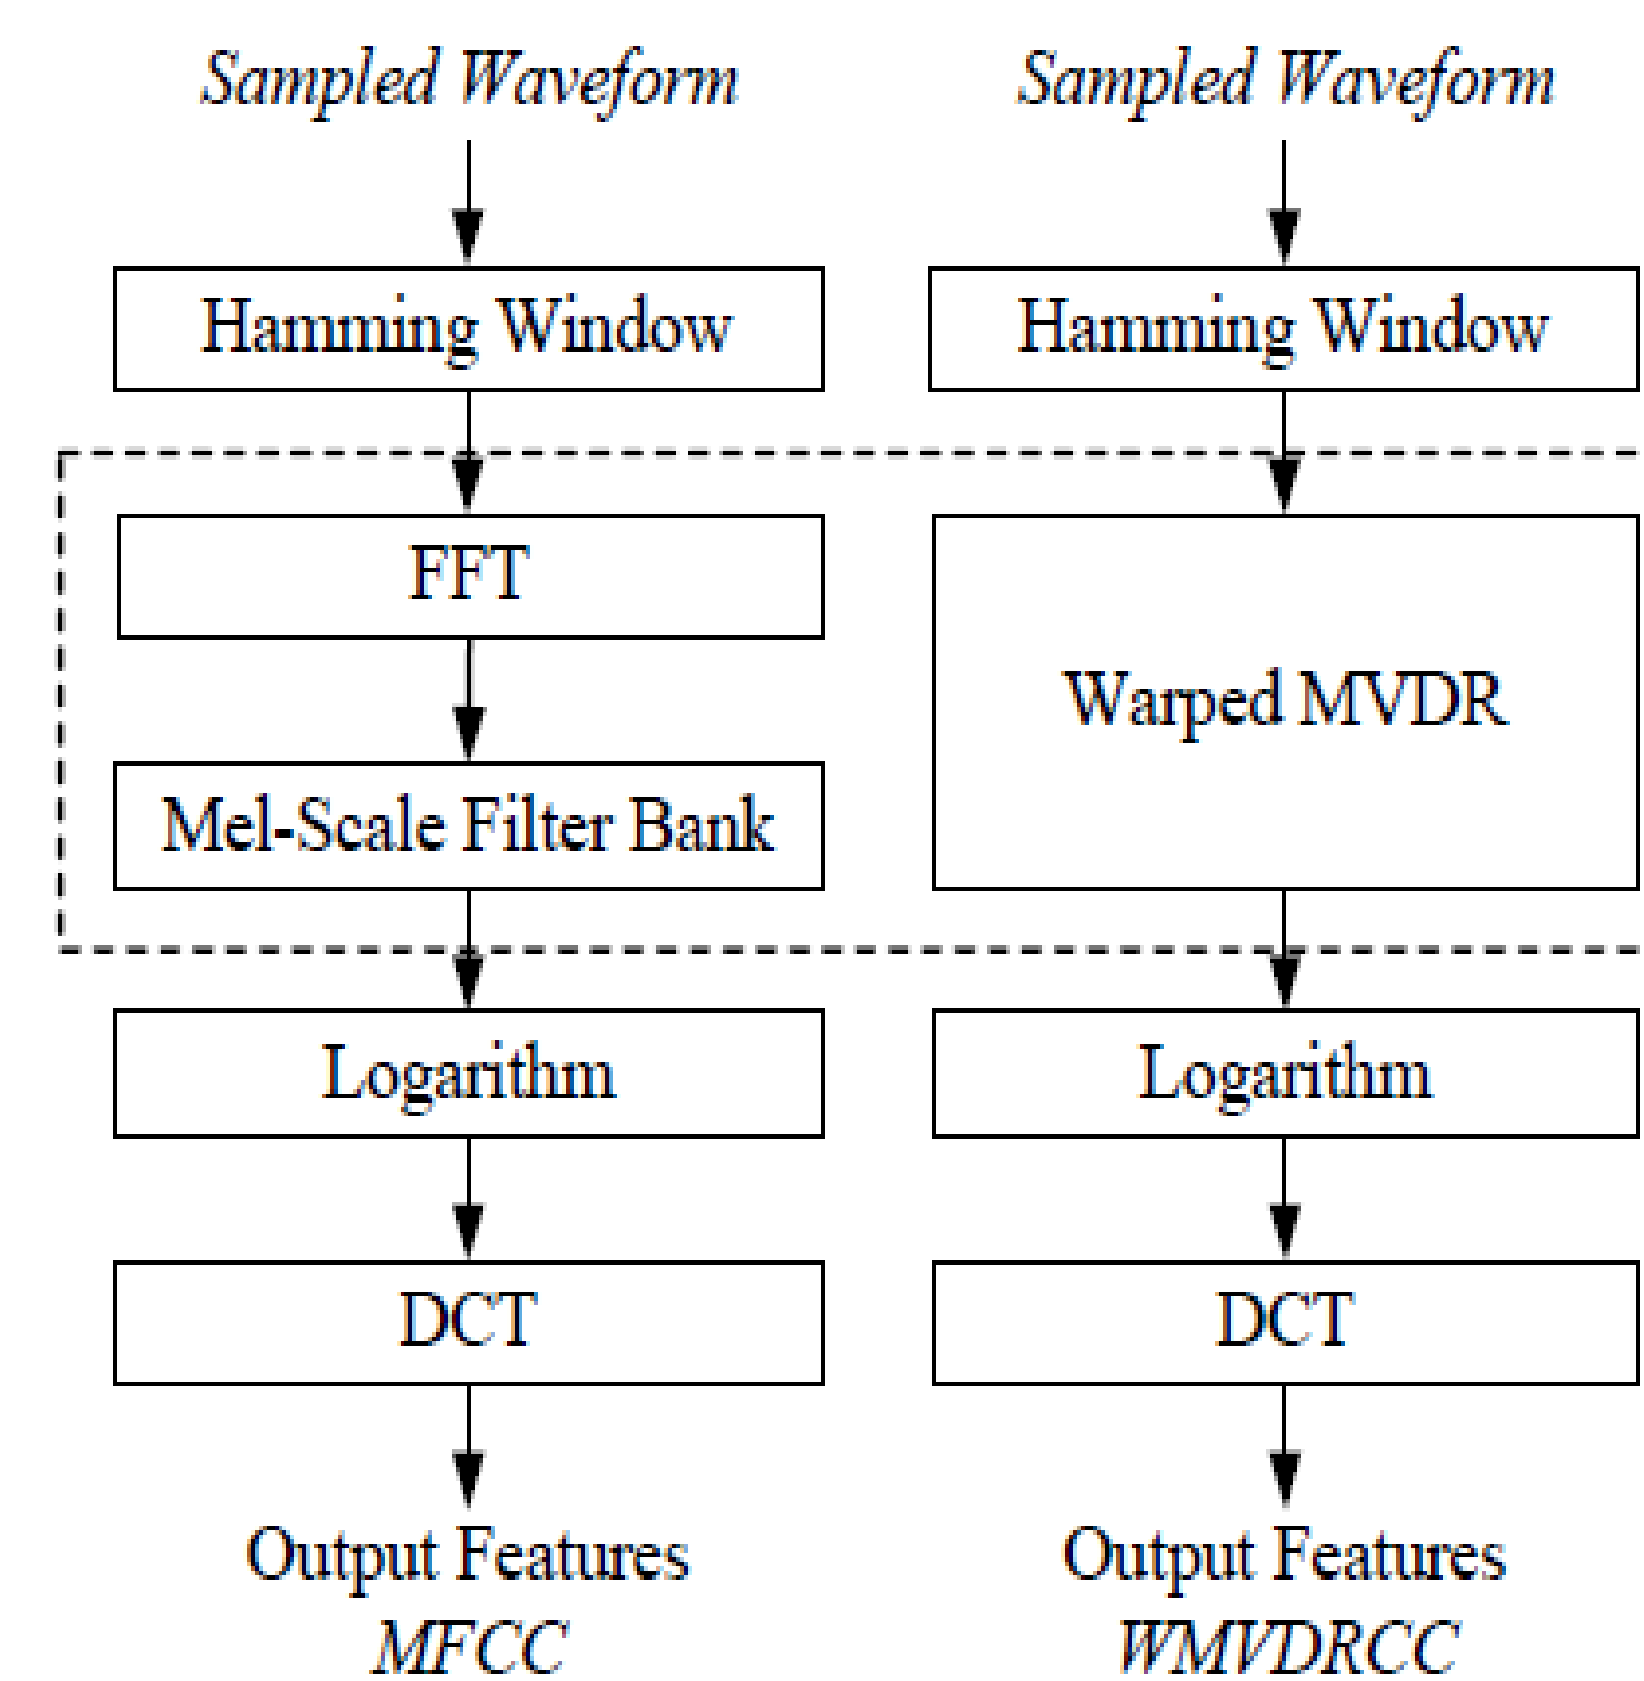 Sampled Waveform
Hamming Window
FFT
Mel-Scale Filter Bank
Logarithm
DCT
Output Features
MFCC
Sampled Waveform
Hamming Window
Warped MVDR
Logarithm
DCT
Output Features
WMVDRCC